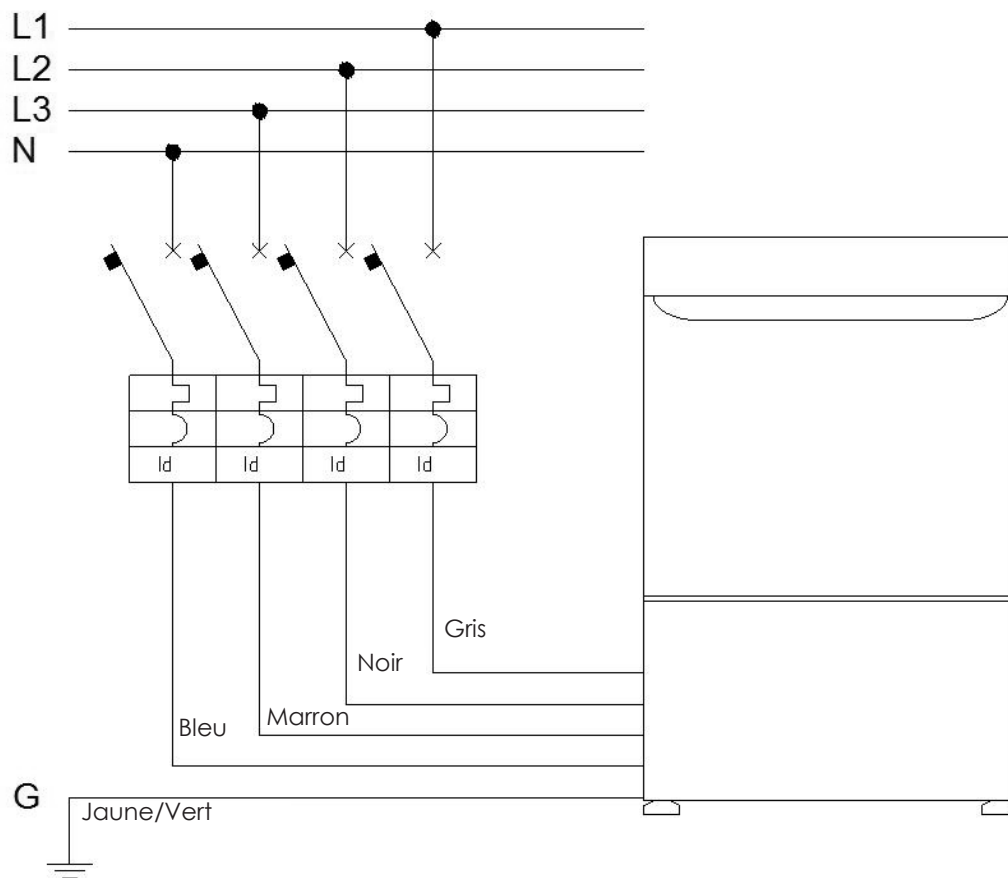 L1
L2
L3
N
Id Id Id Id
Gris
Noir
Bleu
Marron
G
Jaune/Vert